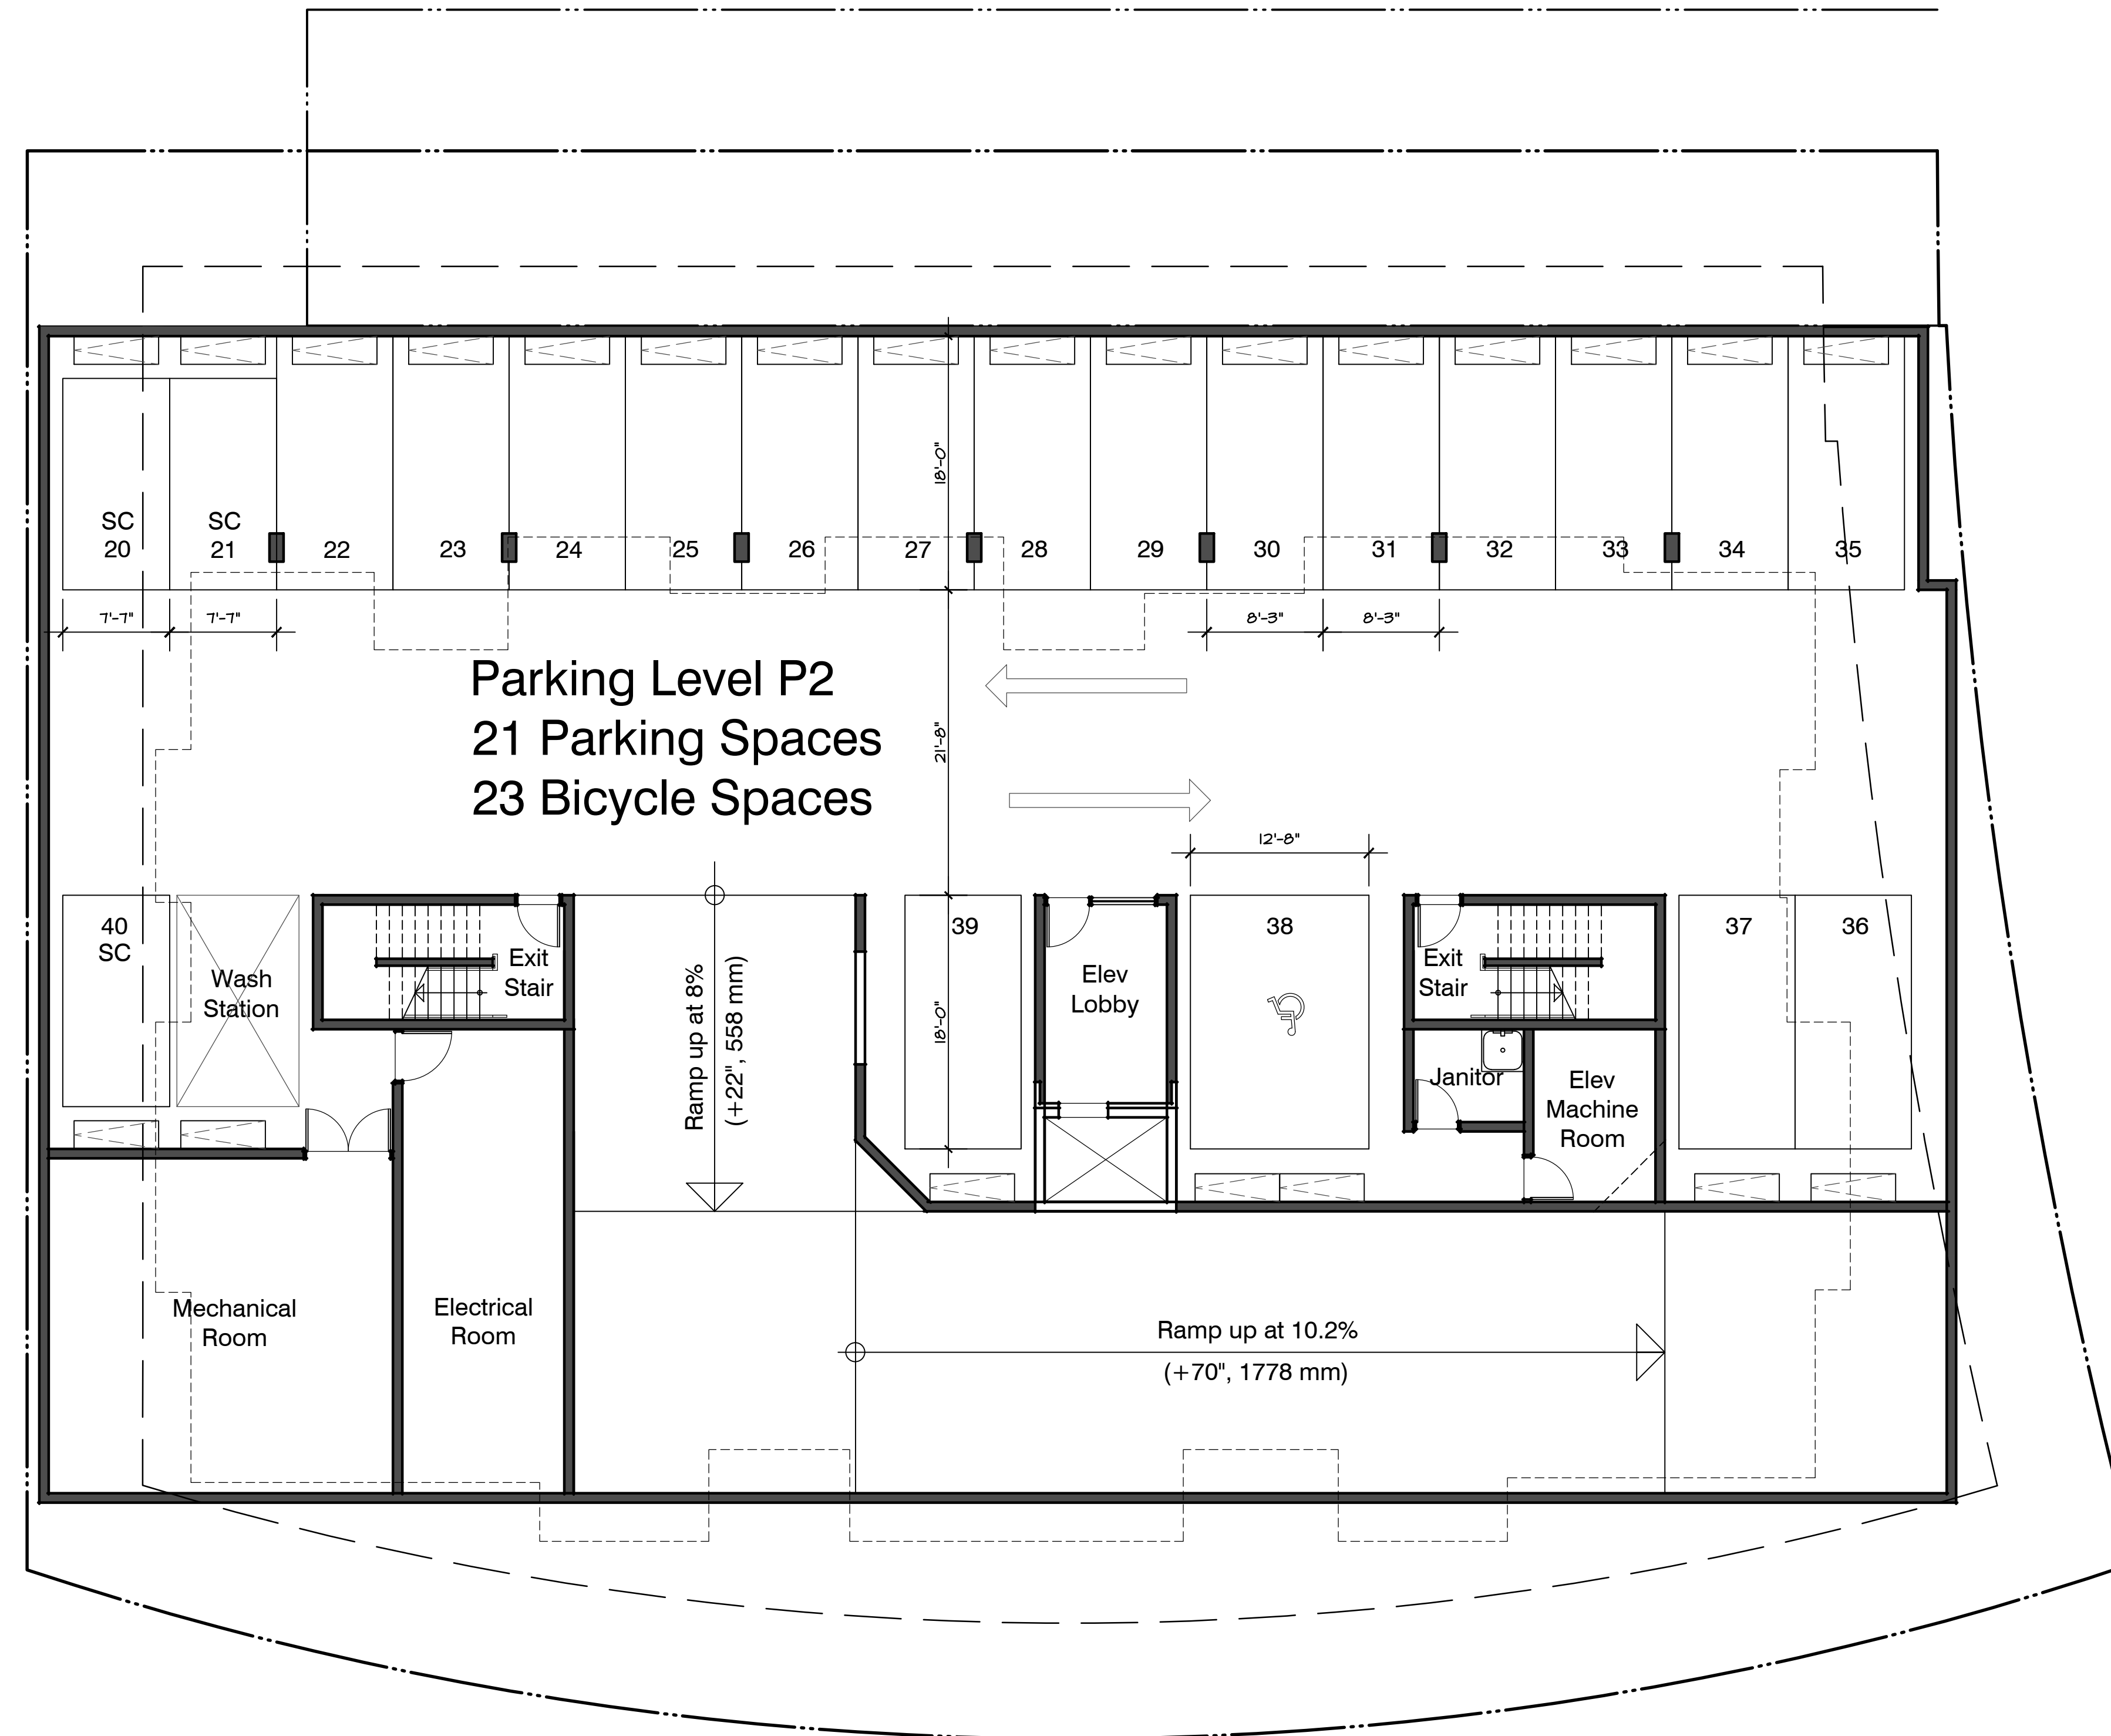 18'-0"
SC
20
SC
21
22
23
24
25
26
27
28
29
30
31
32
33
34
35
7'-7"
7'-7"
8'-3"
8'-3"
Parking Level P2
21 Parking Spaces
23 Bicycle Spaces
21'-8"
12'-8"
40
SC
Wash
Station
Exit
Stair
Ramp up at 8%
(+22", 558 mm)
39
18'-0"
Elev
Lobby
38
Exit
Stair
37
36
Janitor
Elev
Machine
Room
Mechanical
Room
Electrical
Room
Ramp up at 10.2%
(+70", 1778 mm)